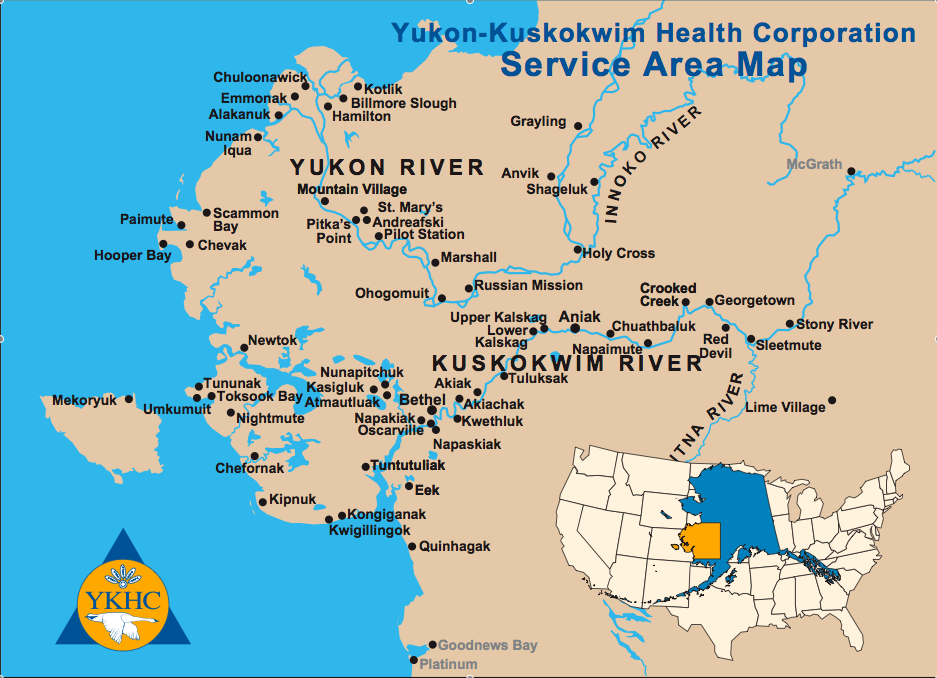 Yukon-Kuskokwim Health Corporation
Service Area Map
Chuloonawick
Emmonak
Alakanuk
Nunam
Iqua
Kotlik
Billmore Slough
Hamilton
Grayling
Anvik
Shageluk
INNOKO RIVER
McGrath
YUKON RIVER
Mountain Village
St. Mary's
Andreafski
Pitka's
Point
Pilot Station
Paimute
Scammon
Bay
Hooper Bay
Chevak
Marshall
Holy Cross
Ohogomuit
Russian Mission
Crooked
Creek
Georgetown
Upper Kalskag
Lower
Kalskag
Aniak
Chuathbaluk
Napaimute
Red
Devil
Stony River
Sleetmute
KUSKOKWIM RIVER
Newtok
Nunapitchuk
Kasigluk
Atmautluak
Akiak
Tuluksak
Akiachak
Bethel
Tununak
Toksook Bay
Umkumuit
Nightmute
Mekoryuk
Napakiak
Oscarville
Kwethluk
Napaskiak
Lime Village
ITNA RIVER
Chefornak
Tuntutuliak
Eek
Kipnuk
Kongiganak
Kwigillingok
Quinhagak
YKHC
Goodnews Bay
Platinum